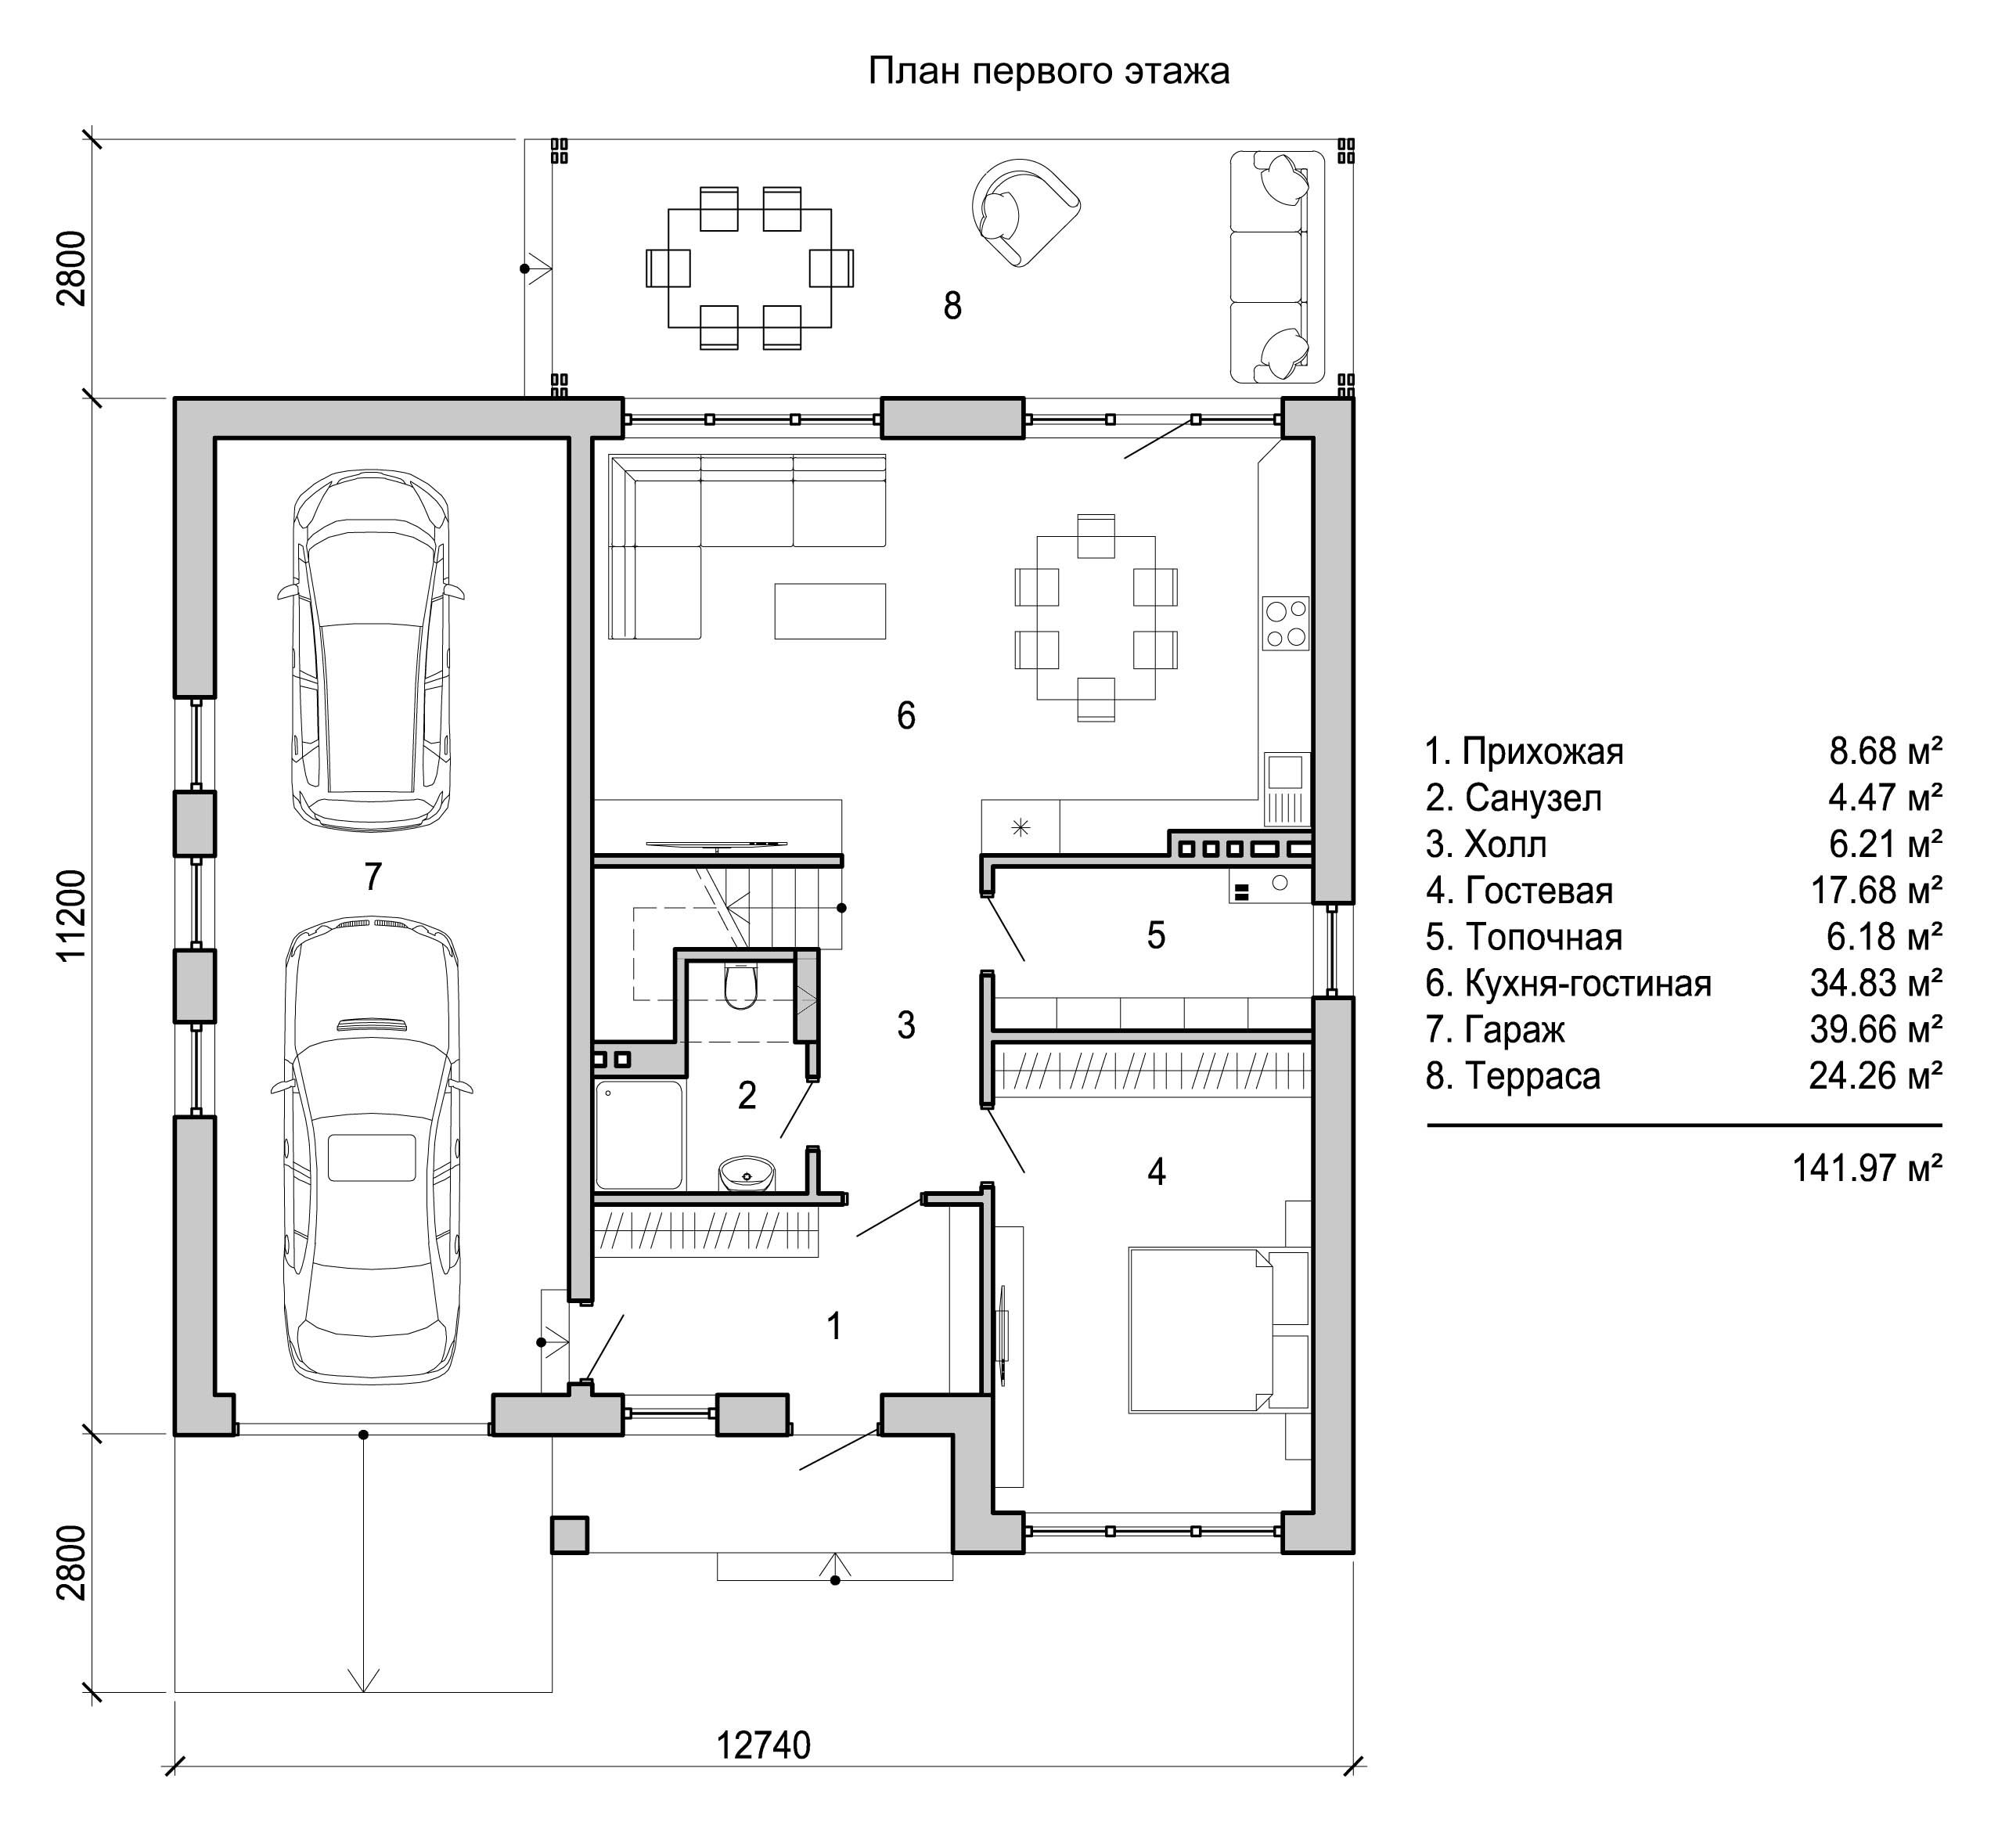 План первого этажа
2800
8
6
7
11200
5
3
2
4
1
2800
12740
1. Прихожая 8.68 м²
2. Санузел 4.47 м²
3. Холл 6.21 м²
4. Гостевая 17.68 м²
5. Топочная 6.18 м²
6. Кухня-гостиная 34.83 м²
7. Гараж 39.66 м²
8. Терраса 24.26 м²
141.97 м²